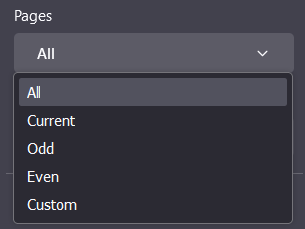 Pages
All
All
Current
Odd
Even
Custom